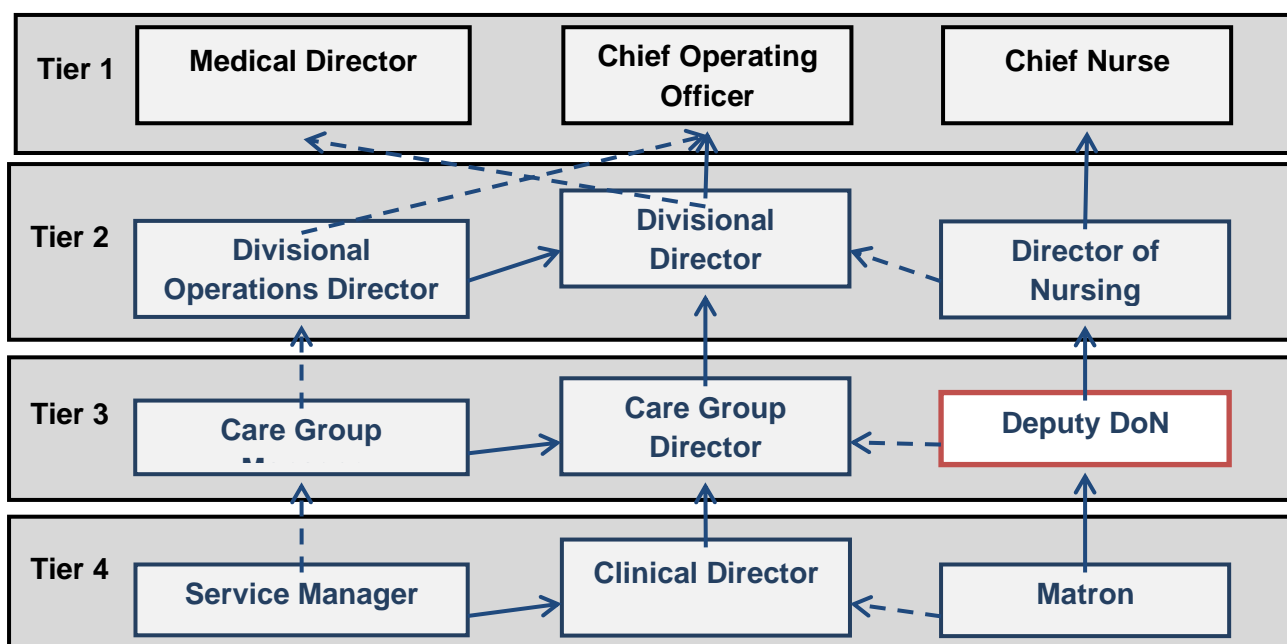 Tier 1
Medical Director
Chief Operating
Officer
Chief Nurse
Tier 2
Divisional
Operations Director
Divisional
Director
Director of
Nursing
Tier 3
Care Group
Care Group
Director
Deputy DoN
Tier 4
Service Manager
Clinical Director
Matron